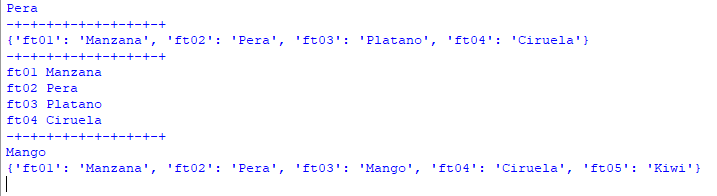 Pera
-+-+-+-+-+-+-+-+-+-+
{'ft01': 'Manzana', 'ft02': 'Pera', 'ft03': 'Platano', 'ft04': 'Ciruela'}
-+-+-+-+-+-+-+-+-+-+
ft01 Manzana
ft02 Pera
ft03 Platano
ft04 Ciruela
-+-+-+-+-+-+-+-+-+-+
Mango
{'ft01': 'Manzana', 'ft02': 'Pera', 'ft03': 'Mango', 'ft04': 'Ciruela', 'ft05': 'Kiwi'}